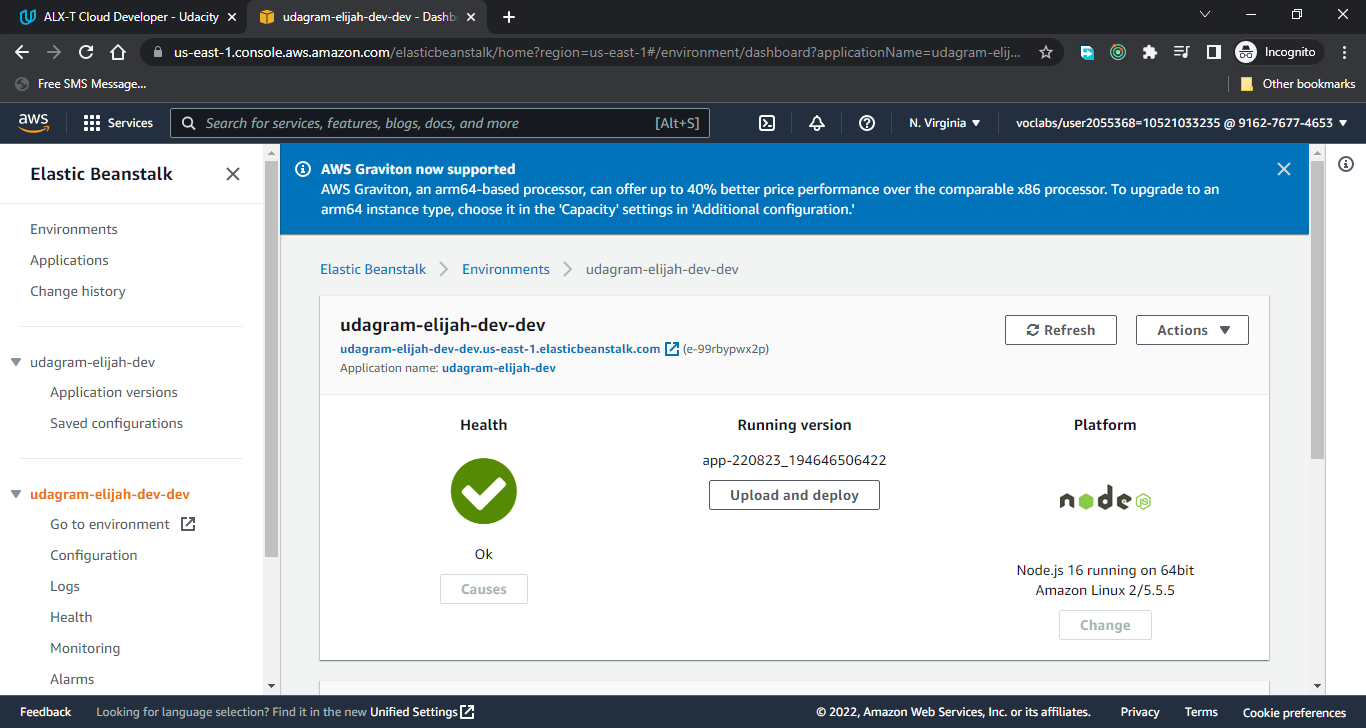 ALX-T Cloud Developer - Udacity
udagram-elijah-dev-dev - Dashb
us-east-1.console.aws.amazon.com/elasticbeanstalk/home?region=us-east-1#/environment/dashboard?applicationName=udagram-elij...
Incognito
Free SMS Message...
Other bookmarks
aws
Services
Search for services, features, blogs, docs, and more
[Alt+S]
N. Virginia
voclabs/user2055368=10521033235 @ 9162-7677-4653
Elastic Beanstalk
Environments
Applications
Change history
udagram-elijah-dev
Application versions
Saved configurations
udagram-elijah-dev-dev
Go to environment
Configuration
Logs
Health
Monitoring
Alarms
AWS Graviton now supported
AWS Graviton, an arm64-based processor, can offer up to 40% better price performance over the comparable x86 processor. To upgrade to an
arm64 instance type, choose it in the 'Capacity' settings in 'Additional configuration.'
Elastic Beanstalk
Environments
udagram-elijah-dev-dev
udagram-elijah-dev-dev
udagram-elijah-dev-dev.us-east-1.elasticbeanstalk.com (e-99rbypwx2p)
Application name: udagram-elijah-dev
Refresh
Actions
Health
Ok
Causes
Running version
app-220823_194646506422
Upload and deploy
Platform
node JS
Node.js 16 running on 64bit
Amazon Linux 2/5.5.5
Change
Feedback
Looking for language selection? Find it in the new Unified Settings
© 2022, Amazon Web Services, Inc. or its affiliates.
Privacy
Terms
Cookie preferences